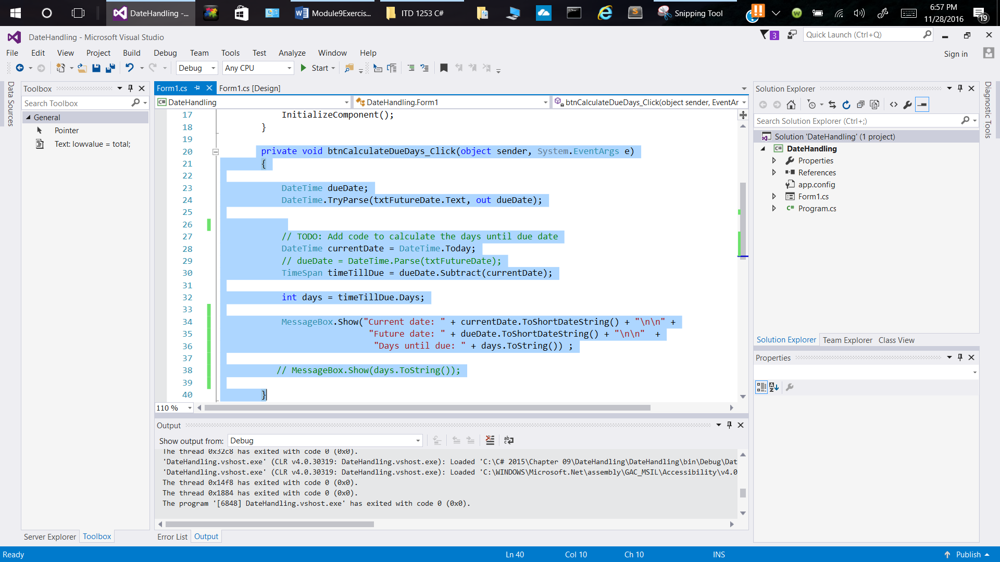 DateHandling -...
Module9Exercis...
ITD 1253 C#
Snipping Tool
6:57 PM
11/28/2016
19
DateHandling - Microsoft Visual Studio
3
Quick Launch (Ctrl+Q)
File Edit View Project Build Debug Team Tools Test Analyze Window Help
Sign in
Debug Any CPU Start
Data Sources
Toolbox
Search Toolbox
General
Pointer
Text: lowvalue = total;
Server Explorer Toolbox
Form1.cs Form1.cs [Design]
DateHandling DateHandling.Form1 btnCalculateDueDays_Click(object sender, EventAr
17 InitializeComponent();
18 }
19
20 private void btnCalculateDueDays_Click(object sender, System.EventArgs e)
21 {
22
23 DateTime dueDate;
24 DateTime.TryParse(txtFutureDate.Text, out dueDate);
25
26
27 // TODO: Add code to calculate the days until due date
28 DateTime currentDate = DateTime.Today;
29 // dueDate = DateTime.Parse(txtFutureDate);
30 TimeSpan timeTillDue = dueDate.Subtract(currentDate);
31
32 int days = timeTillDue.Days;
33
34 MessageBox.Show("Current date: " + currentDate.ToShortDateString() + "\n\n" +
35 "Future date: " + dueDate.ToShortDateString() + "\n\n" +
36 "Days until due: " + days.ToString()) ;
37
38 // MessageBox.Show(days.ToString());
39
40 }
110 %
Output
Show output from: Debug
The thread 0x32c8 has exited with code 0 (0x0).
'DateHandling.vshost.exe' (CLR v4.0.30319: DateHandling.vshost.exe): Loaded 'C:\C# 2015\Chapter 09\DateHandling\DateHandling\bin\Debug\Dat
'DateHandling.vshost.exe' (CLR v4.0.30319: DateHandling.vshost.exe): Loaded 'C:\WINDOWS\Microsoft.Net\assembly\GAC_MSIL\Accessibility\v4.0
The thread 0x14f8 has exited with code 0 (0x0).
The thread 0x1884 has exited with code 0 (0x0).
The program '[6848] DateHandling.vshost.exe' has exited with code 0 (0x0).
Error List Output
Solution Explorer
Search Solution Explorer (Ctrl+;)
Solution 'DateHandling' (1 project)
C# DateHandling
Properties
References
app.config
Form1.cs
C# Program.cs
Solution Explorer Team Explorer Class View
Properties
Diagnostic Tools
Ready Ln 40 Col 10 Ch 10 INS Publish